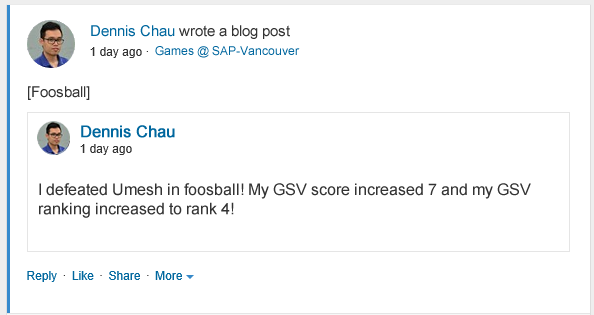 Dennis Chau wrote a blog post
1 day ago · Games @ SAP-Vancouver
[Foosball]
Dennis Chau
1 day ago
I defeated Umesh in foosball! My GSV score increased 7 and my GSV
ranking increased to rank 4!
Reply · Like · Share · More